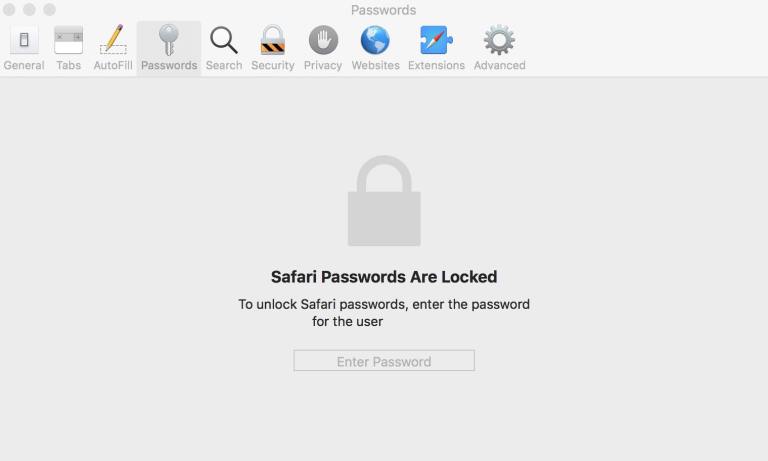 Passwords
General Tabs AutoFill Passwords Search Security Privacy Websites Extensions Advanced
Safari Passwords Are Locked
To unlock Safari passwords, enter the password
for the user
Enter Password